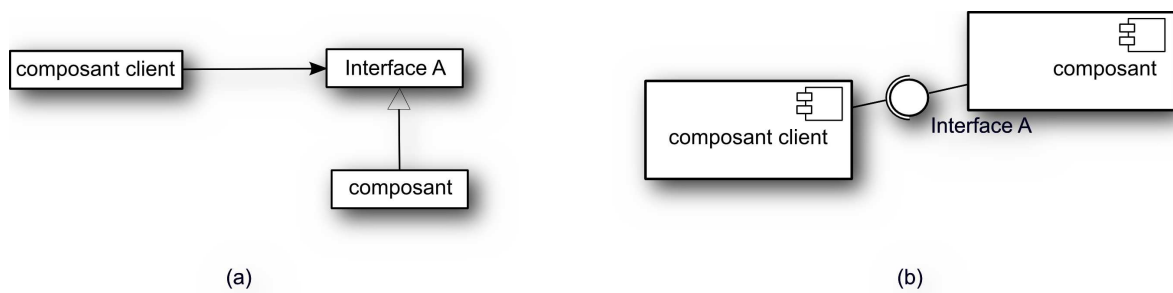 composant client
Interface A
composant
(a)
composant
composant client
Interface A
(b)